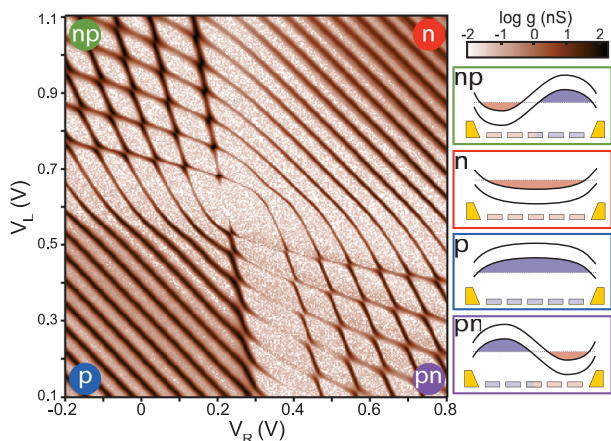 log g (nS)
-2 -1 0 1 2
np n
np
n
p
pn
p pn
1.1
0.9
0.7
0.5
0.3
0.1
V_L (V)
-0.2 0 0.2 0.4 0.6 0.8
V_R (V)